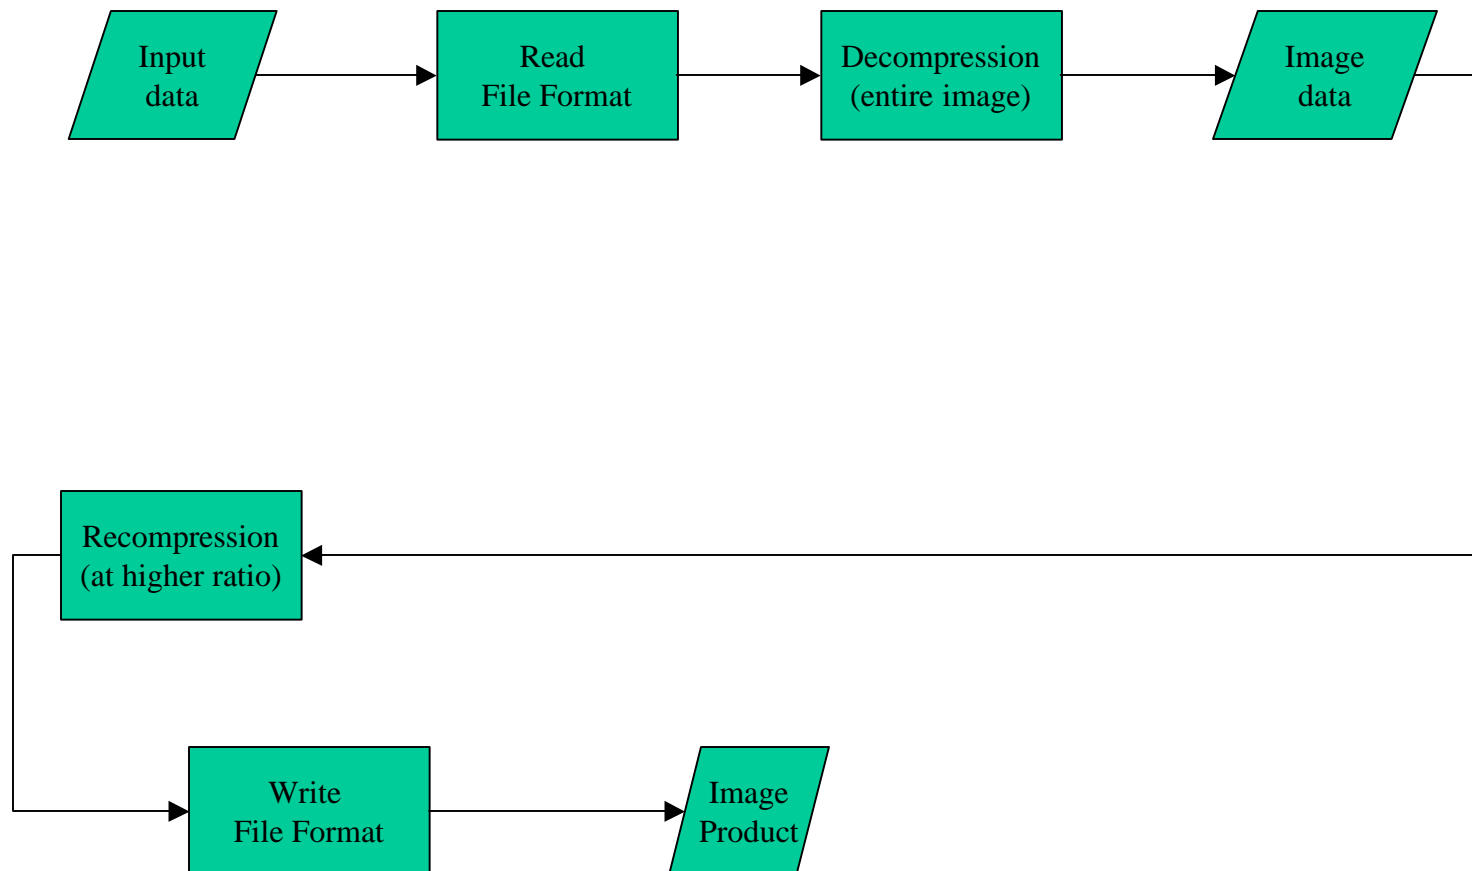 Input
data
Read
File Format
Decompression
(entire image)
Image
data
Recompression
(at higher ratio)
Write
File Format
Image
Product